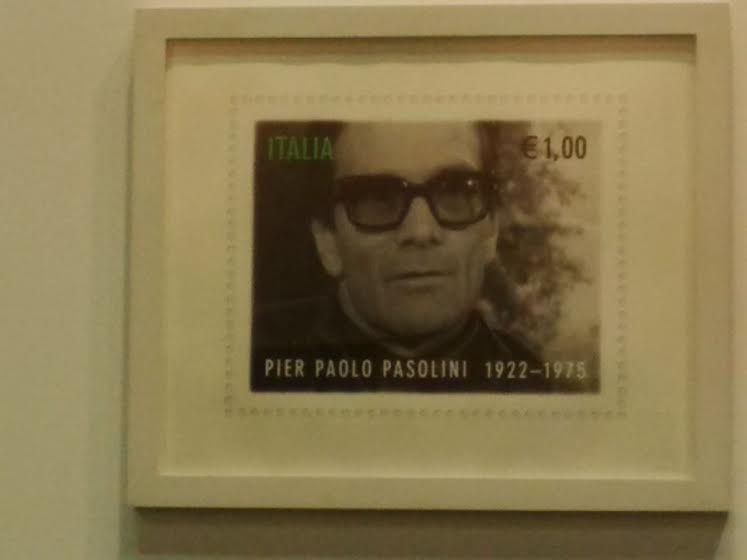 ITALIA €1,00
PIER PAOLO PASOLINI 1922–1975